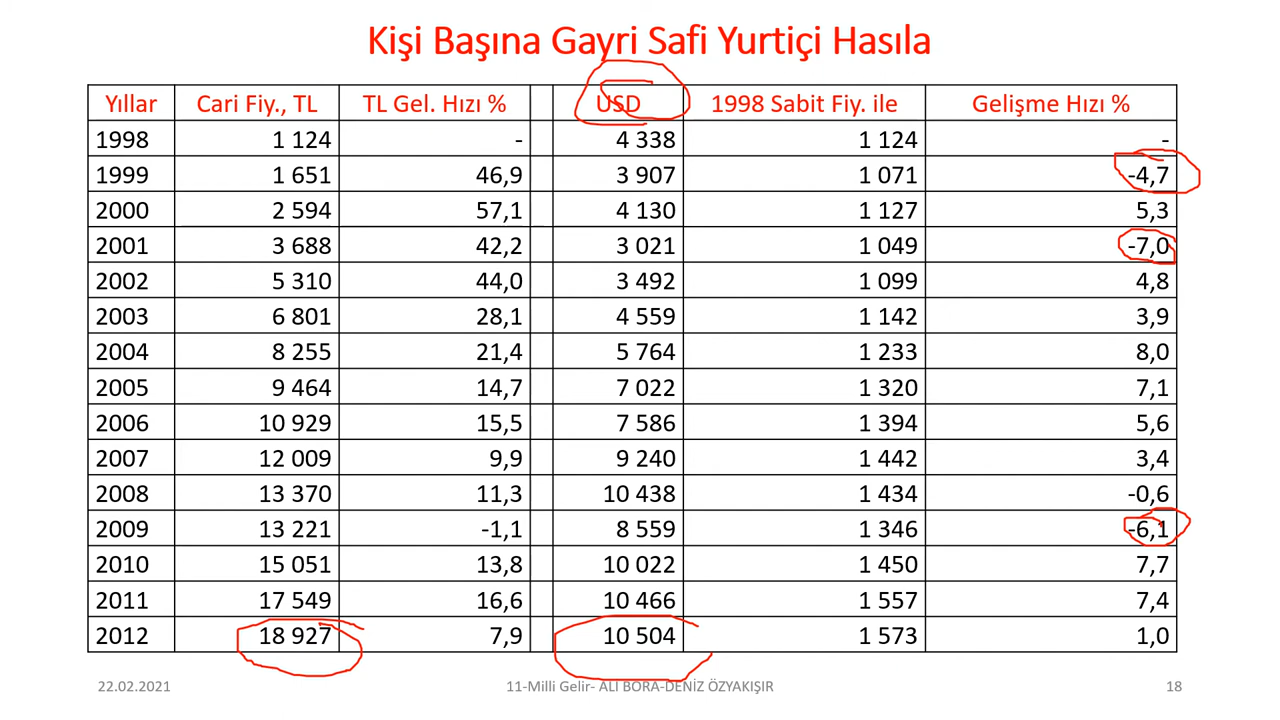 Kişi Başına Gayri Safi Yurtiçi Hasıla
Yıllar Cari Fiy., TL TL Gel. Hızı % USD 1998 Sabit Fiy. ile Gelişme Hızı %
1998 1 124 - 4 338 1 124 -
1999 1 651 46,9 3 907 1 071 -4,7
2000 2 594 57,1 4 130 1 127 5,3
2001 3 688 42,2 3 021 1 049 -7,0
2002 5 310 44,0 3 492 1 099 4,8
2003 6 801 28,1 4 559 1 142 3,9
2004 8 255 21,4 5 764 1 233 8,0
2005 9 464 14,7 7 022 1 320 7,1
2006 10 929 15,5 7 586 1 394 5,6
2007 12 009 9,9 9 240 1 442 3,4
2008 13 370 11,3 10 438 1 434 -0,6
2009 13 221 -1,1 8 559 1 346 -6,1
2010 15 051 13,8 10 022 1 450 7,7
2011 17 549 16,6 10 466 1 557 7,4
2012 18 927 7,9 10 504 1 573 1,0
22.02.2021 11-Milli Gelir- ALİ BORA-DENİZ ÖZYAKIŞIR 18